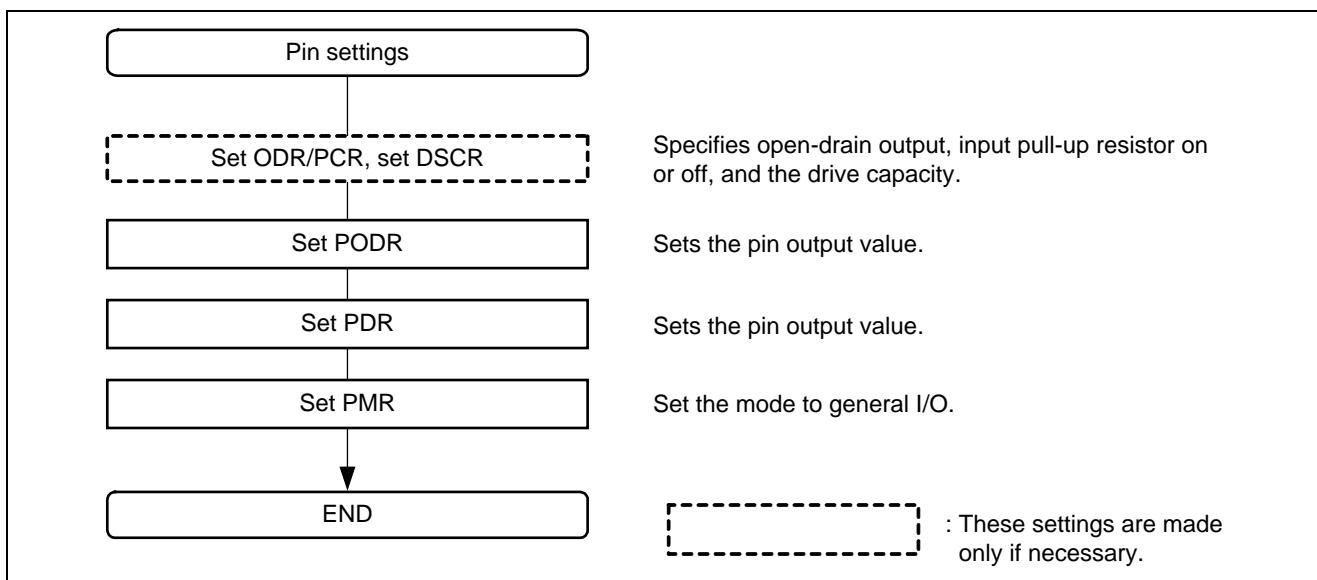 Pin settings
Set ODR/PCR, set DSCR
Specifies open-drain output, input pull-up resistor on
or off, and the drive capacity.
Set PODR
Sets the pin output value.
Set PDR
Sets the pin output value.
Set PMR
Set the mode to general I/O.
END
: These settings are made
only if necessary.